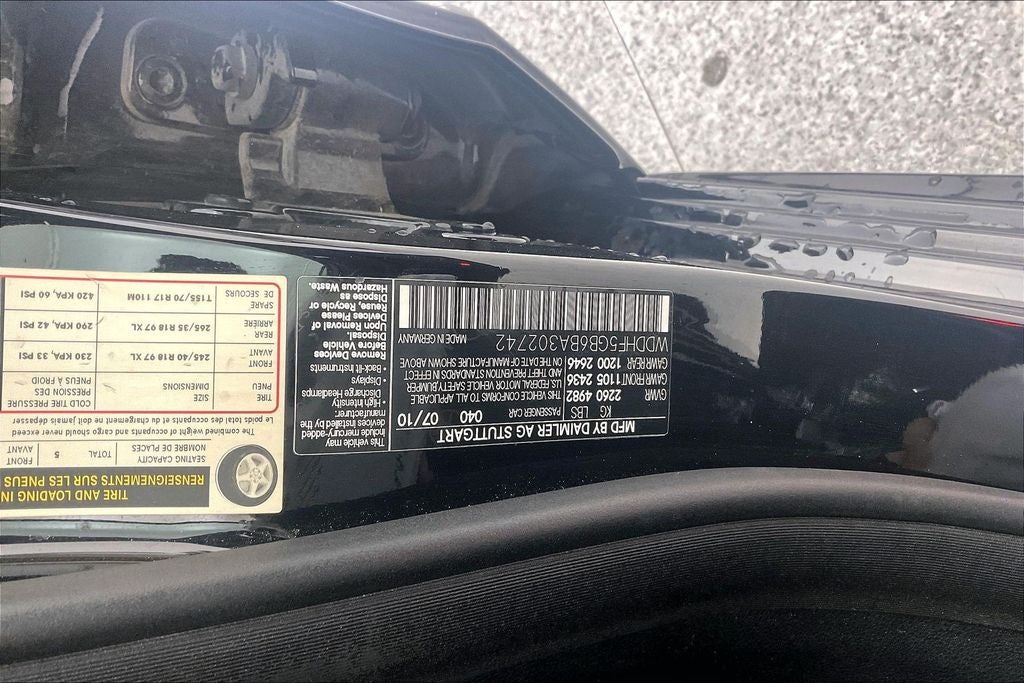 MFD BY DAIMLER AG STUTTGART
PASSENGER CAR 040 07/10
KG LBS
GVWR 2260 4982
GAWR FRONT 1105 2436
GAWR REAR 1200 2646
THIS VEHICLE CONFORMS TO ALL APPLICABLE
U.S. FEDERAL MOTOR VEHICLE SAFETY, BUMPER
AND THEFT PREVENTION STANDARDS IN EFFECT
ON THE DATE OF MANUFACTURE SHOWN ABOVE
WDDHF5GB6BA302742
MADE IN GERMANY
This vehicle may
include mercury-added
devices installed by the
manufacturer:
• High Intensity
Discharge Headlamps
• Displays
• Back-lit Instruments
Remove Devices
Before Vehicle
Disposal.
Upon Removal of
Devices Please
Reuse, Recycle or
Dispose as
Hazardous Waste.
TIRE AND LOADING IN
RENSEIGNEMENTS SUR LES PNEUS
SEATING CAPACITY TOTAL 5 FRONT
NOMBRE DE PLACES AVANT
The combined weight of occupants and cargo should never exceed
Le poids total des occupants et du chargement ne doit jamais dépasser
TIRE SIZE COLD TIRE PRESSURE
PNEU DIMENSIONS PRESSION DES
PNEUS À FROID
FRONT
AVANT 245/40 R18 97 XL 230 KPA, 33 PSI
REAR
ARRIÈRE 265/35 R18 97 XL 290 KPA, 42 PSI
SPARE
DE SECOURS T155/70 R17 110M 420 KPA, 60 PSI